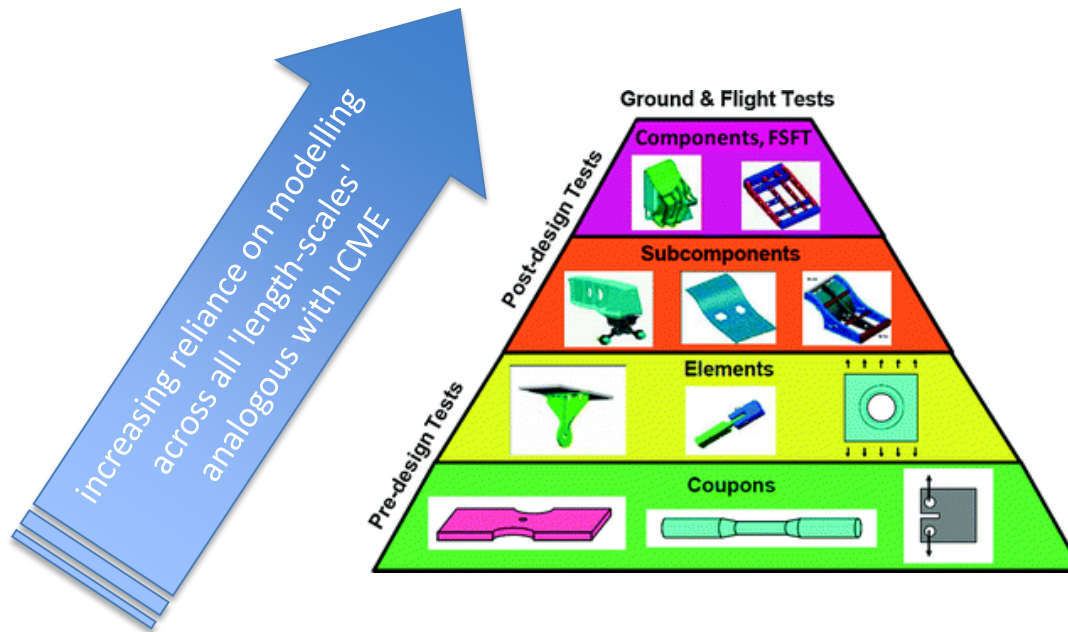 increasing reliance on modelling
across all 'length-scales'
analogous with ICME
Ground & Flight Tests
Components, FSFT
Post-design Tests
Subcomponents
Elements
Pre-design Tests
Coupons